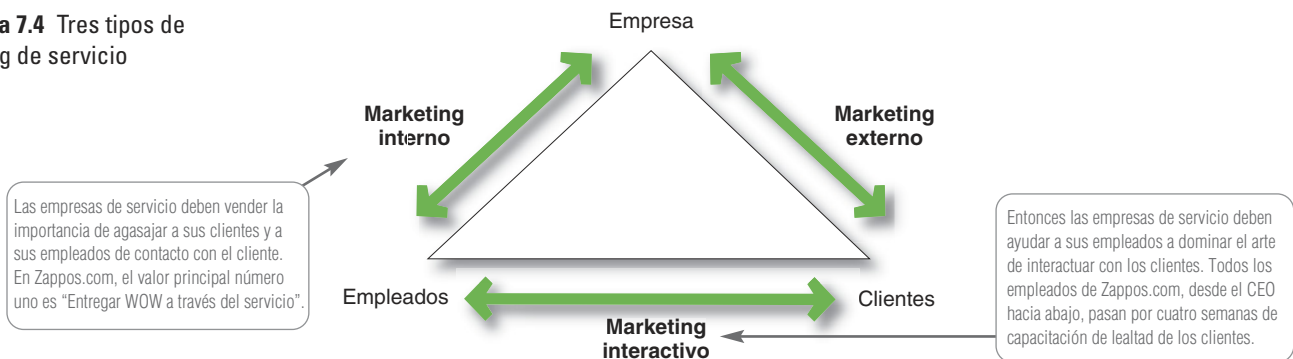 a 7.4 Tres tipos de
g de servicio
Empresa
Marketing
interno
Marketing
externo
Las empresas de servicio deben vender la
importancia de agasajar a sus clientes y a
sus empleados de contacto con el cliente.
En Zappos.com, el valor principal número
uno es “Entregar WOW a través del servicio”.
Entonces las empresas de servicio deben
ayudar a sus empleados a dominar el arte
de interactuar con los clientes. Todos los
empleados de Zappos.com, desde el CEO
hacia abajo, pasan por cuatro semanas de
capacitación de lealtad de los clientes.
Empleados
Clientes
Marketing
interactivo